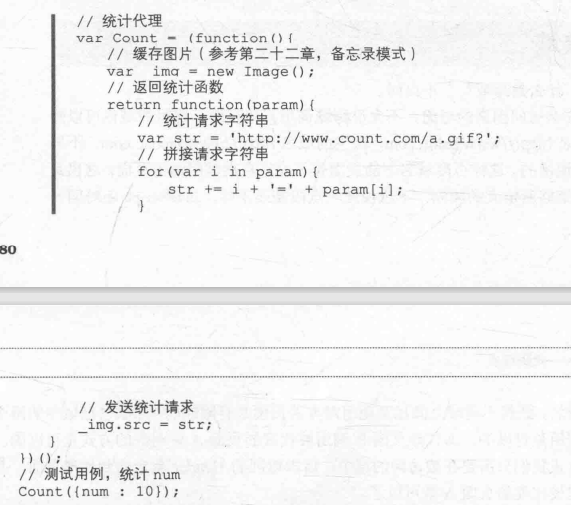 // 统计代理
var Count = (function(){
// 缓存图片（参考第二十二章，备忘录模式）
var _img = new Image();
// 返回统计函数
return function(param){
// 统计请求字符串
var str = 'http://www.count.com/a.gif?';
// 拼接请求字符串
for(var i in param){
str += i + '=' + param[i];
}
80
// 发送统计请求
_img.src = str;
}
})();
// 测试用例，统计 num
Count({num : 10});